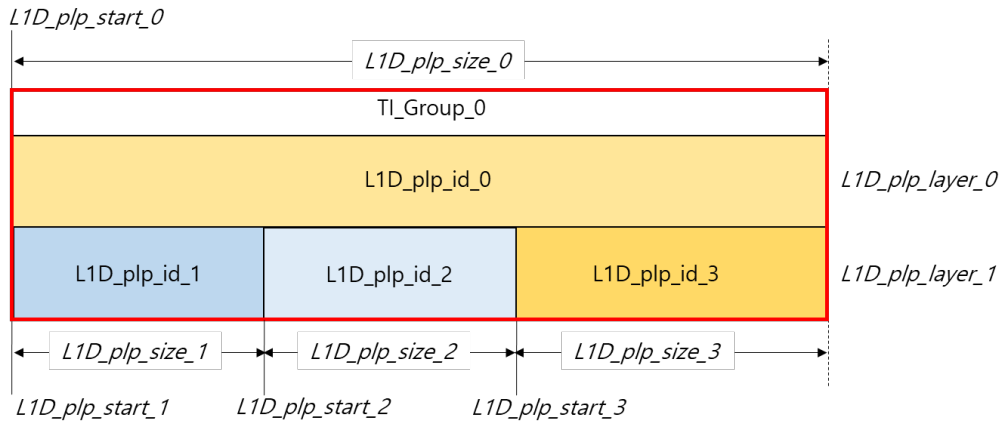 L1D_plp_start_0
L1D_plp_size_0
TI_Group_0
L1D_plp_id_0
L1D_plp_layer_0
L1D_plp_id_1
L1D_plp_id_2
L1D_plp_id_3
L1D_plp_layer_1
L1D_plp_size_1
L1D_plp_size_2
L1D_plp_size_3
L1D_plp_start_1
L1D_plp_start_2
L1D_plp_start_3